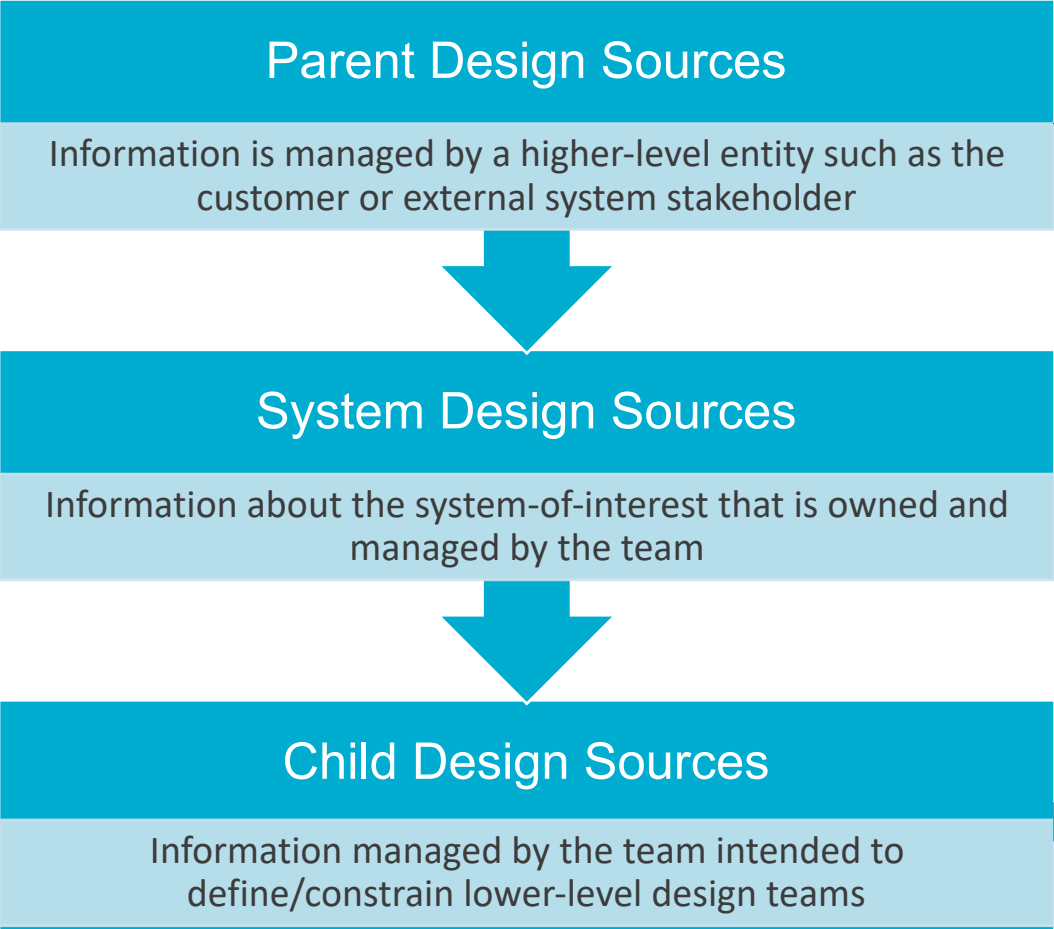 Parent Design Sources
Information is managed by a higher-level entity such as the
customer or external system stakeholder
System Design Sources
Information about the system-of-interest that is owned and
managed by the team
Child Design Sources
Information managed by the team intended to
define/constrain lower-level design teams